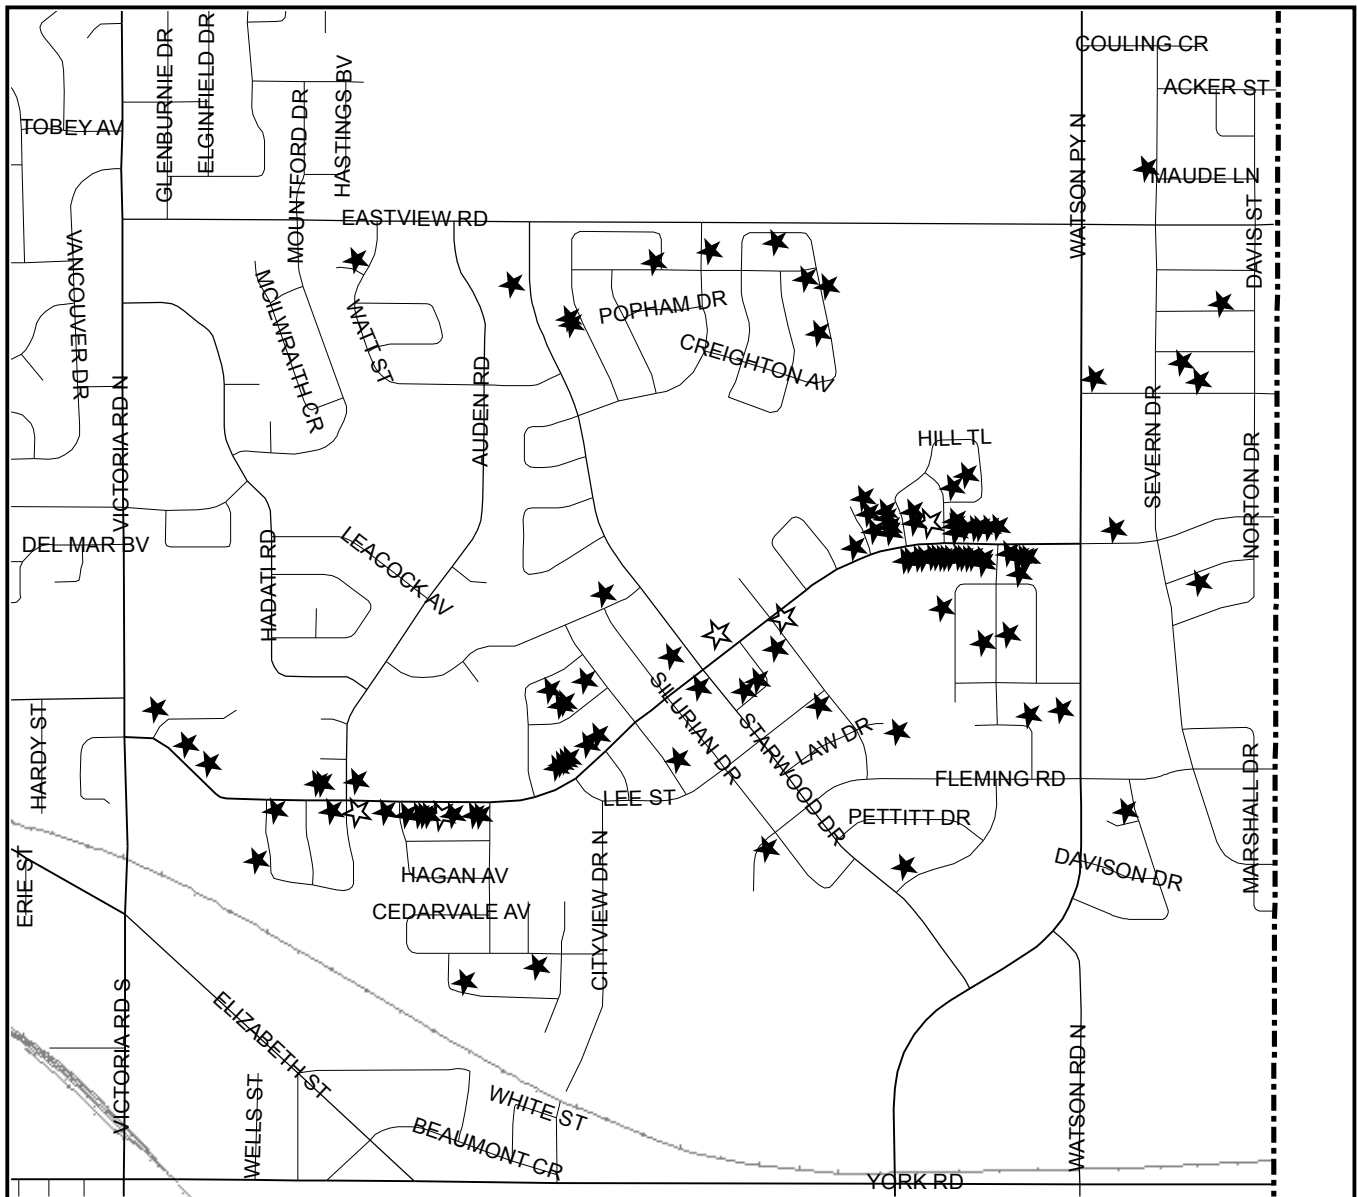 COULING CR
ACKER ST
GLENBURNIE DR
ELGINFIELD DR
HASTINGS BV
MOUNTFORD DR
TOBEY AV
WATSON PY N
MAUDE LN
EASTVIEW RD
DAVIS ST
VANCOUVER DR
MCILWRAITH CR
WATT ST
POPHAM DR
CREIGHTON AV
AUDEN RD
VICTORIA RD N
SEVERN DR
HILL TL
NORTON DR
DEL MAR BV
HADATI RD
LEACOCK AV
SILURIAN DR
STARWOOD DR
LAW DR
HARDY ST
FLEMING RD
MARSHALL DR
LEE ST
PETTITT DR
ERIE ST
HAGAN AV
DAVISON DR
CEDARVALE AV
CITYVIEW DR N
VICTORIA RD S
ELIZABETH ST
WATSON RD N
WELLS ST
WHITE ST
BEAUMONT CR
YORK RD